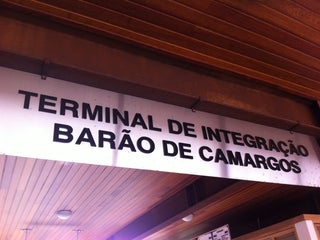 TERMINAL DE INTEGRAÇÃO
BARÃO DE CAMARGOS